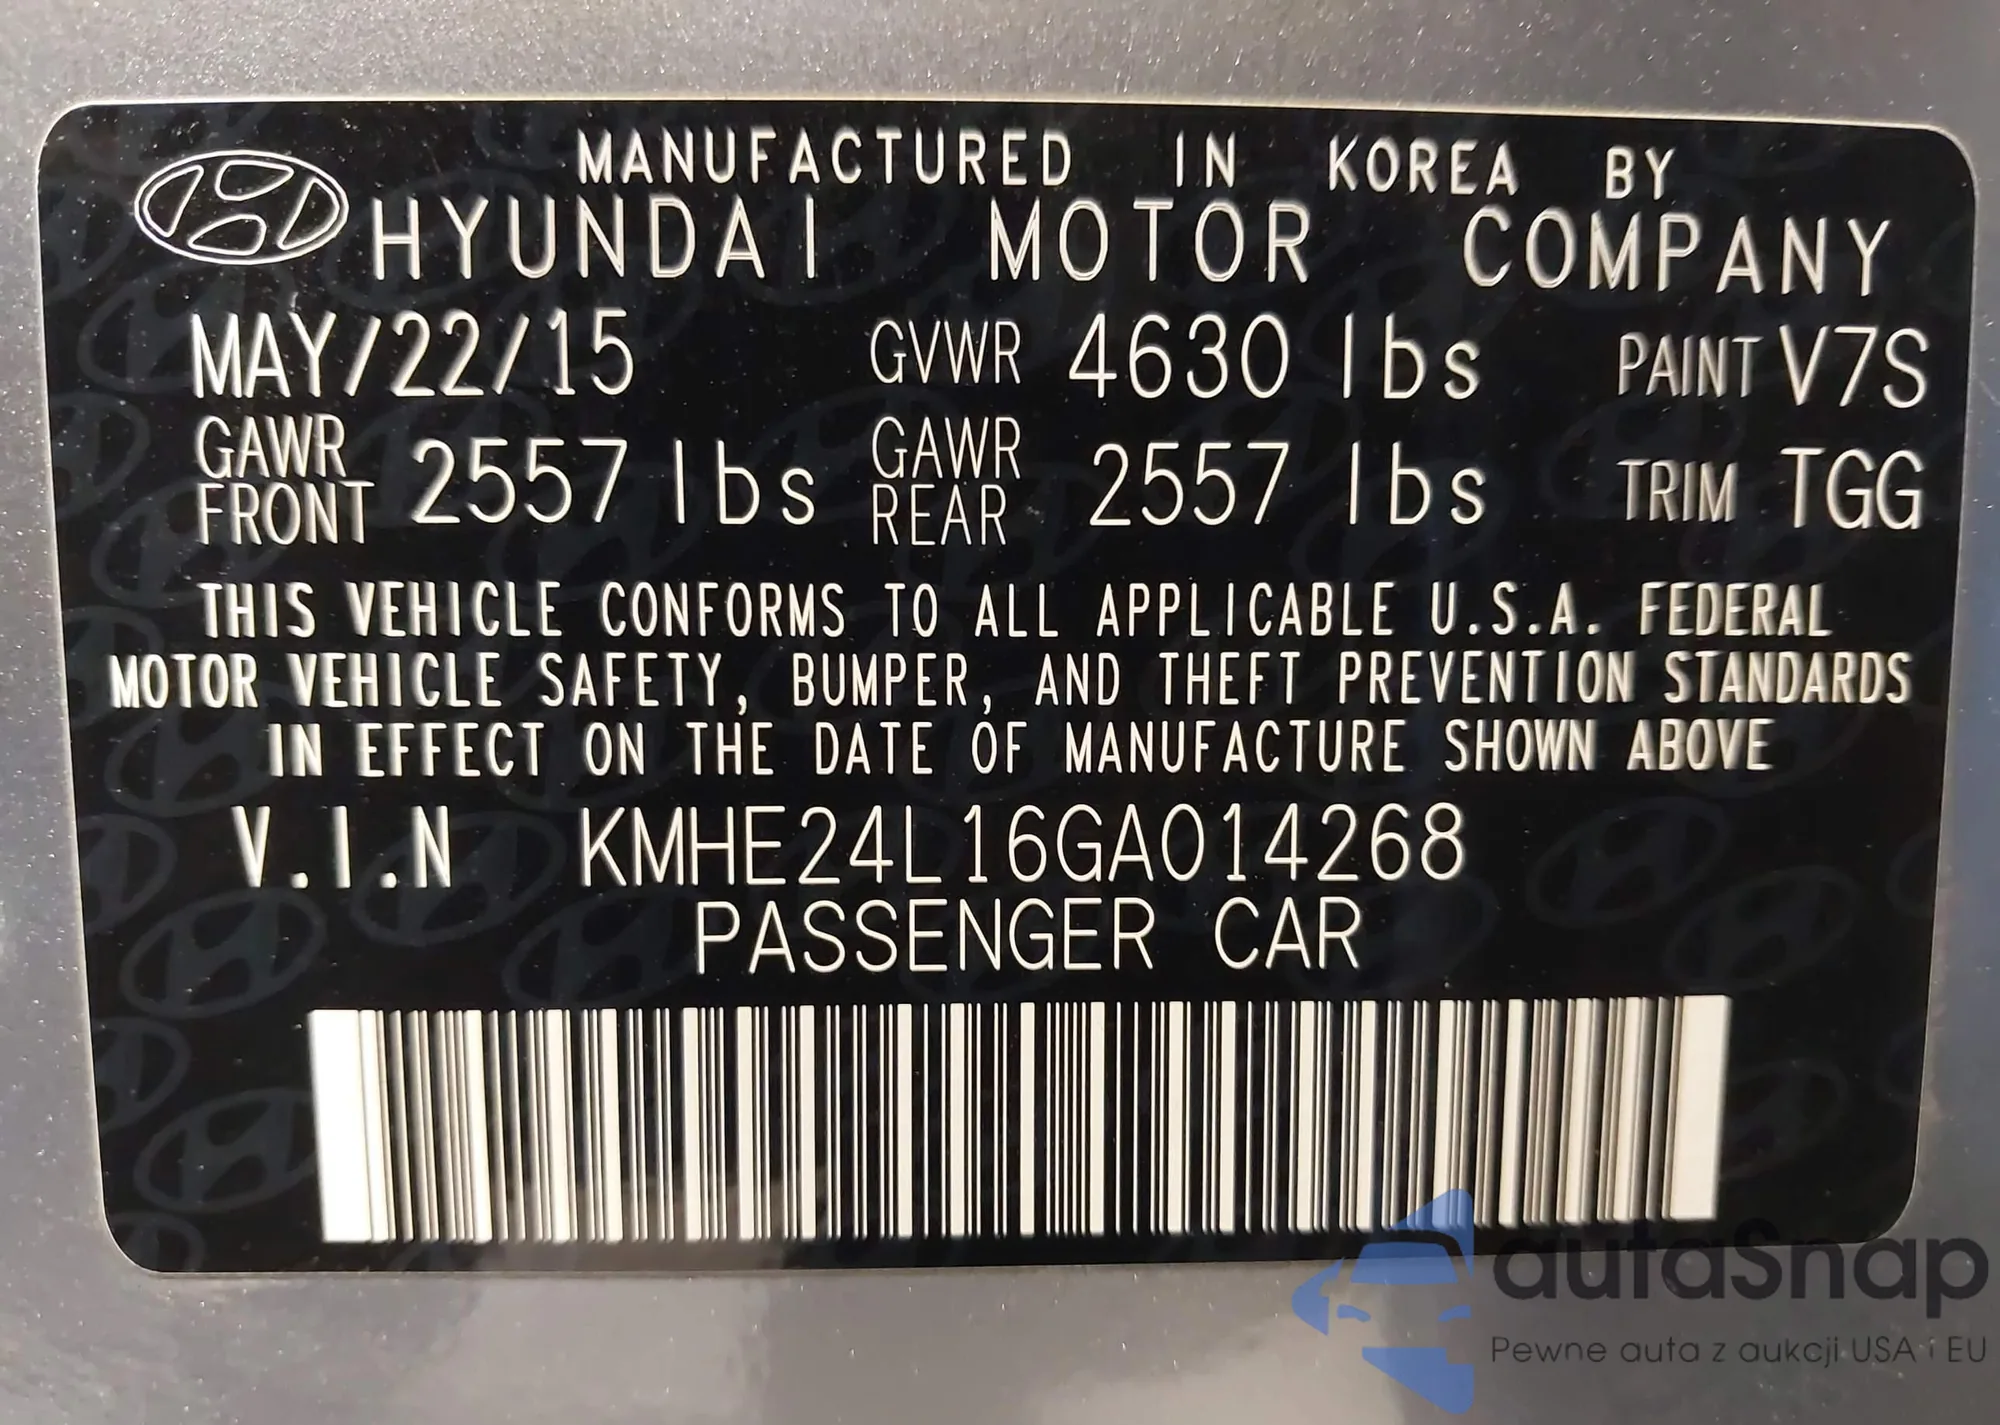 MANUFACTURED IN KOREA BY
HYUNDAI MOTOR COMPANY
MAY/22/15 GVWR 4630 lbs PAINT V7S
GAWR FRONT 2557 lbs GAWR REAR 2557 lbs TRIM TGG
THIS VEHICLE CONFORMS TO ALL APPLICABLE U.S.A. FEDERAL
MOTOR VEHICLE SAFETY, BUMPER, AND THEFT PREVENTION STANDARDS
IN EFFECT ON THE DATE OF MANUFACTURE SHOWN ABOVE
V.I.N KMHE24L16GA014268
PASSENGER CAR
autaSnap
Pewne auta z aukcji USA i EU